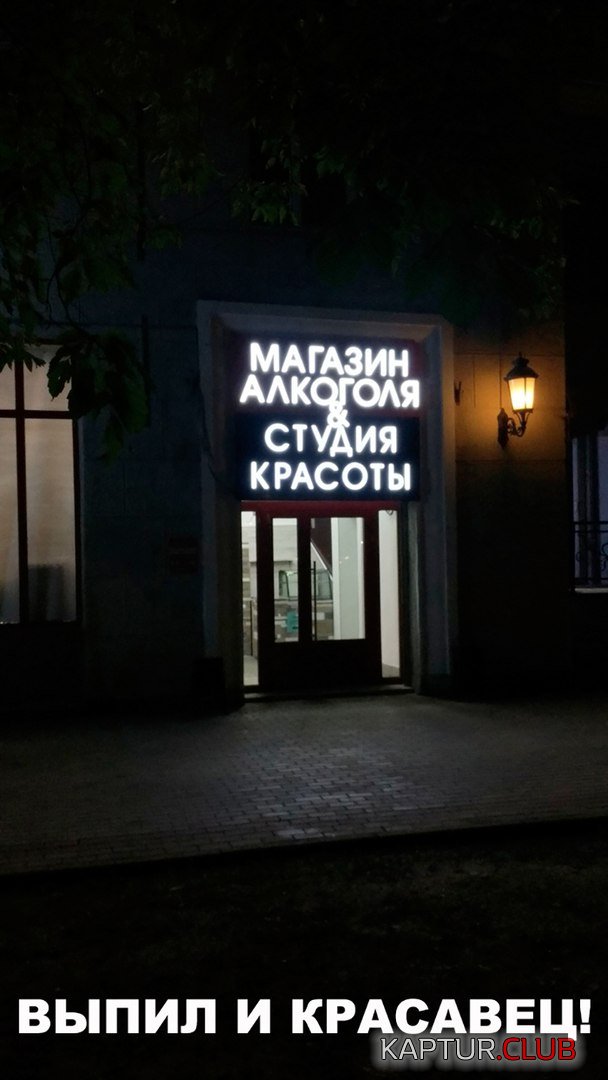 МАГАЗИН
АЛКОГОЛЯ
&
СТУДИЯ
КРАСОТЫ
ВЫПИЛ И КРАСАВЕЦ!
KAPTUR.CLUB